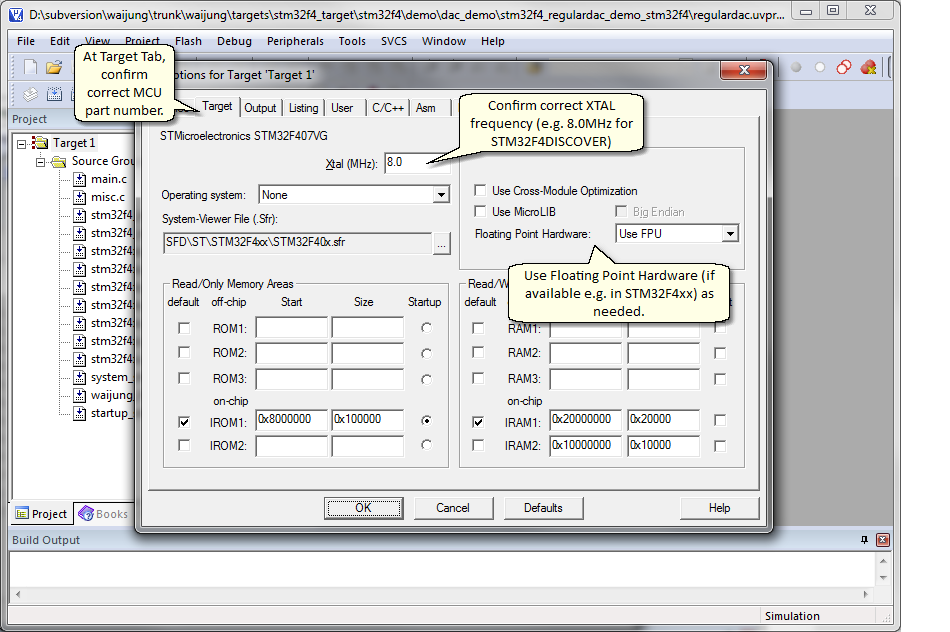 D:\subversion\waijung\trunk\waijung\targets\stm32f4_target\stm32f4\demo\dac_demo\stm32f4_regulardac_demo_stm32f4\regulardac.uvpr...
File Edit View Project Flash Debug Peripherals Tools SVCS Window Help
At Target Tab,
confirm
correct MCU
part number.
ptions for Target 'Target 1'
Project
Target Output Listing User C/C++ Asm
Confirm correct XTAL
frequency (e.g. 8.0MHz for
STM32F4DISCOVER)
STMicroelectronics STM32F407VG
Xtal (MHz): 8.0
Operating system: None
System-Viewer File (.Sfr):
SFD\ST\STM32F4xx\STM32F40x.sfr
...
Use Cross-Module Optimization
Use MicroLIB Big Endian
Floating Point Hardware: Use FPU
Use Floating Point Hardware (if
available e.g. in STM32F4xx) as
needed.
Target 1
Source Grou
main.c
misc.c
stm32f4
stm32f4
stm32f4
stm32f4
stm32f4
stm32f4
stm32f4
stm32f4
stm32f4
system_
waijung
startup_
Read/Only Memory Areas
default off-chip Start Size Startup
ROM1:
ROM2:
ROM3:
on-chip
IROM1: 0x8000000 0x100000
IROM2:
Read/W
default
RAM1:
RAM2:
RAM3:
on-chip
IRAM1: 0x20000000 0x20000
IRAM2: 0x10000000 0x10000
OK Cancel Defaults Help
Project Books
Build Output
Simulation